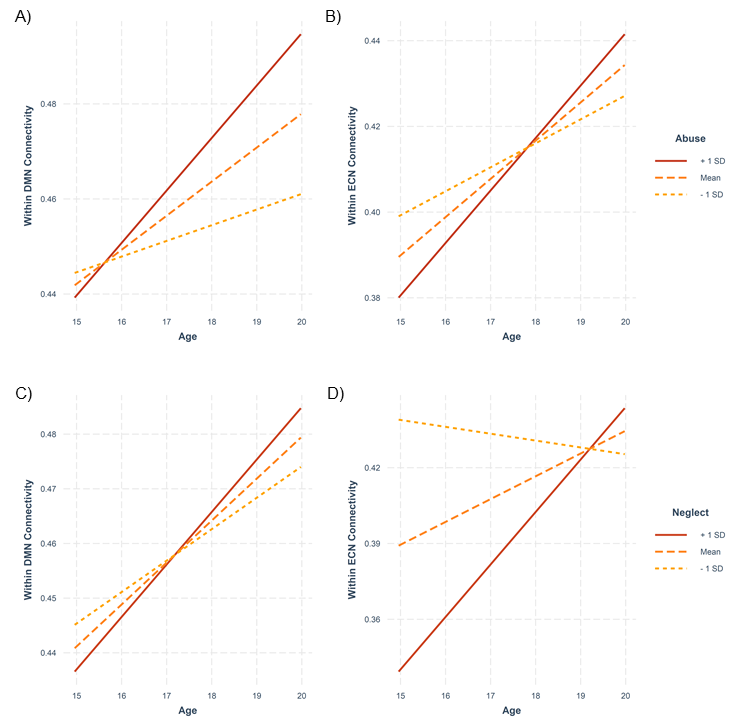 A)
Within DMN Connectivity
0.48
0.46
0.44
15 16 17 18 19 20
Age
B)
Within ECN Connectivity
0.44
0.42
0.40
0.38
15 16 17 18 19 20
Age
Abuse
+ 1 SD
Mean
- 1 SD
C)
Within DMN Connectivity
0.48
0.47
0.46
0.45
0.44
15 16 17 18 19 20
Age
D)
Within ECN Connectivity
0.42
0.39
0.36
15 16 17 18 19 20
Age
Neglect
+ 1 SD
Mean
- 1 SD